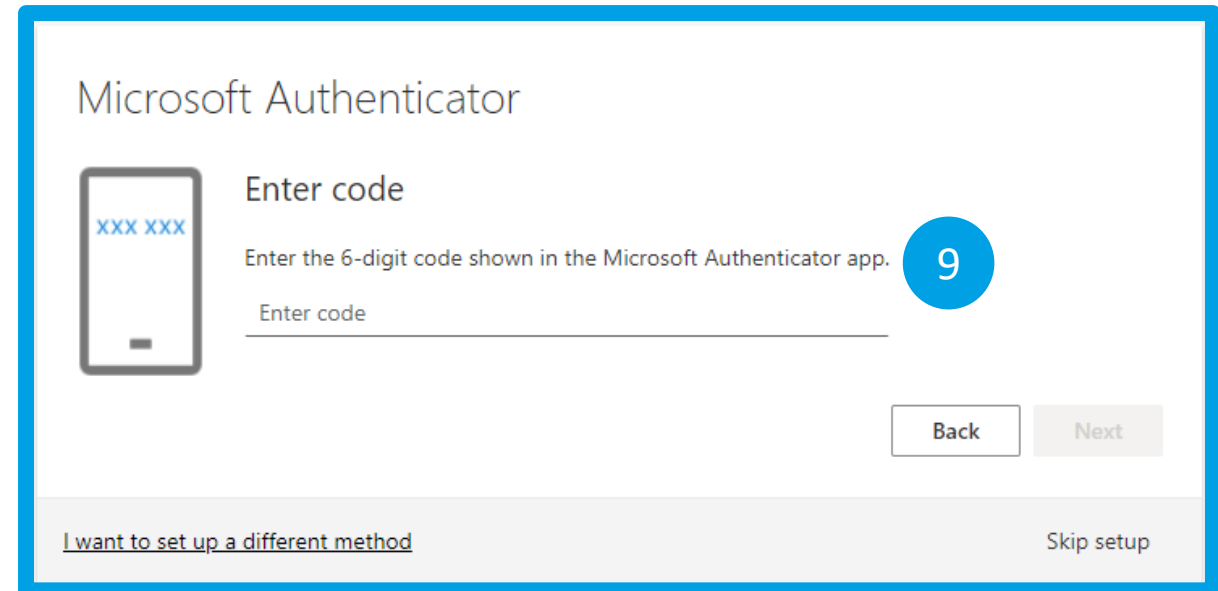 Microsoft Authenticator
Enter code
xxx xxx
Enter the 6-digit code shown in the Microsoft Authenticator app.
9
Enter code
Back
Next
I want to set up a different method
Skip setup